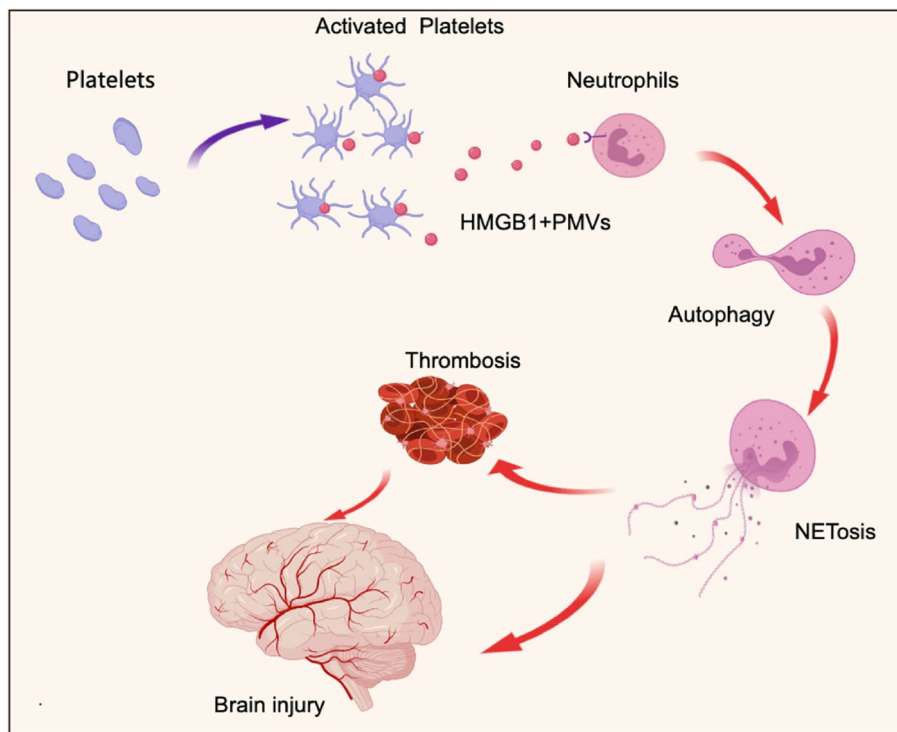 Activated  Platelets
Platelets
Neutrophils
HMGB1+PMVs
Autophagy
Thrombosis
NETosis
Brain injury